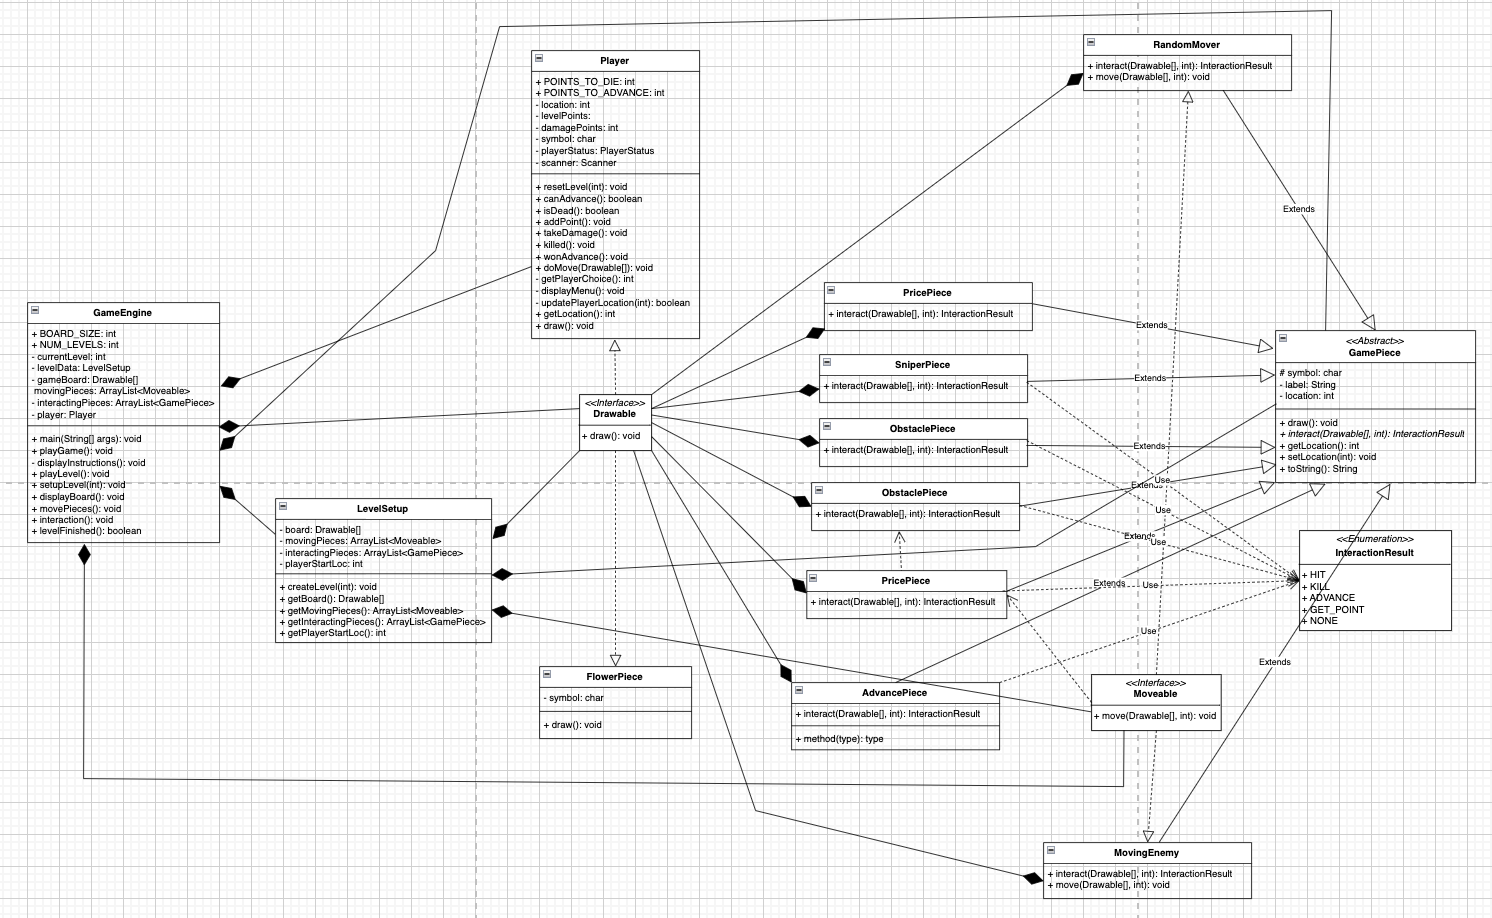 RandomMover
+ interact(Drawable[], int): InteractionResult
+ move(Drawable[], int): void
Player
+ POINTS_TO_DIE: int
+ POINTS_TO_ADVANCE: int
- location: int
- levelPoints:
- damagePoints: int
- symbol: char
- playerStatus: PlayerStatus
- scanner: Scanner
+ resetLevel(int): void
+ canAdvance(): boolean
+ isDead(): boolean
+ addPoint(): void
+ takeDamage(): void
+ killed(): void
+ wonAdvance(): void
+ doMove(Drawable[]): void
- getPlayerChoice(): int
- displayMenu(): void
- updatePlayerLocation(int): boolean
+ getLocation(): int
+ draw(): void
Extends
GameEngine
+ BOARD_SIZE: int
+ NUM_LEVELS: int
- currentLevel: int
- levelData: LevelSetup
- gameBoard: Drawable[]
movingPieces: ArrayList<Moveable>
- interactingPieces: ArrayList<GamePiece>
- player: Player
+ main(String[] args): void
+ playGame(): void
- displayInstructions(): void
+ playLevel(): void
+ setupLevel(int): void
+ displayBoard(): void
+ movePieces(): void
+ interaction(): void
+ levelFinished(): boolean
PricePiece
+ interact(Drawable[], int): InteractionResult
Extends
SniperPiece
+ interact(Drawable[], int): InteractionResult
Extends
<<Abstract>>
GamePiece
# symbol: char
- label: String
- location: int
+ draw(): void
+ interact(Drawable[], int): InteractionResult
+ getLocation(): int
+ setLocation(int): void
+ toString(): String
<<Interface>>
Drawable
+ draw(): void
ObstaclePiece
+ interact(Drawable[], int): InteractionResult
Extends
ObstaclePiece
+ interact(Drawable[], int): InteractionResult
Use
Extends
Use
LevelSetup
- board: Drawable[]
- movingPieces: ArrayList<Moveable>
- interactingPieces: ArrayList<GamePiece>
- playerStartLoc: int
+ createLevel(int): void
+ getBoard(): Drawable[]
+ getMovingPieces(): ArrayList<Moveable>
+ getInteractingPieces(): ArrayList<GamePiece>
+ getPlayerStartLoc: int
Extends
Use
<<Enumeration>>
InteractionResult
+ HIT
+ KILL
+ ADVANCE
+ GET_POINT
+ NONE
PricePiece
+ interact(Drawable[], int): InteractionResult
Extends
Use
Use
Extends
FlowerPiece
- symbol: char
+ draw(): void
AdvancePiece
+ interact(Drawable[], int): InteractionResult
+ method(type): type
<<Interface>>
Moveable
+ move(Drawable[], int): void
MovingEnemy
+ interact(Drawable[], int): InteractionResult
+ move(Drawable[], int): void